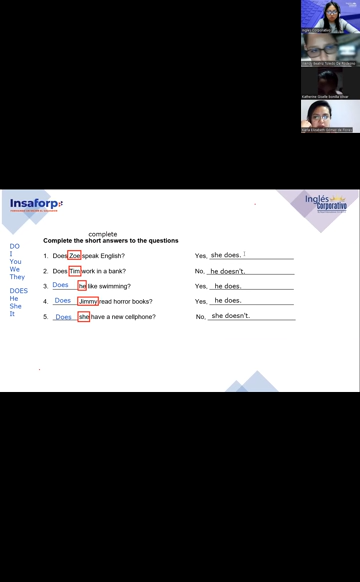 Insaforp
Inglés
Corporativo
complete
Complete the short answers to the questions
DO
I
You
We
They
DOES
He
She
It
1. Does Zoe speak English? Yes, she does.
2. Does Tim work in a bank? No, he doesn't.
3. Does he like swimming? Yes, he does.
4. Does Jimmy read horror books? Yes, he does.
5. Does she have a new cellphone? No, she doesn't.